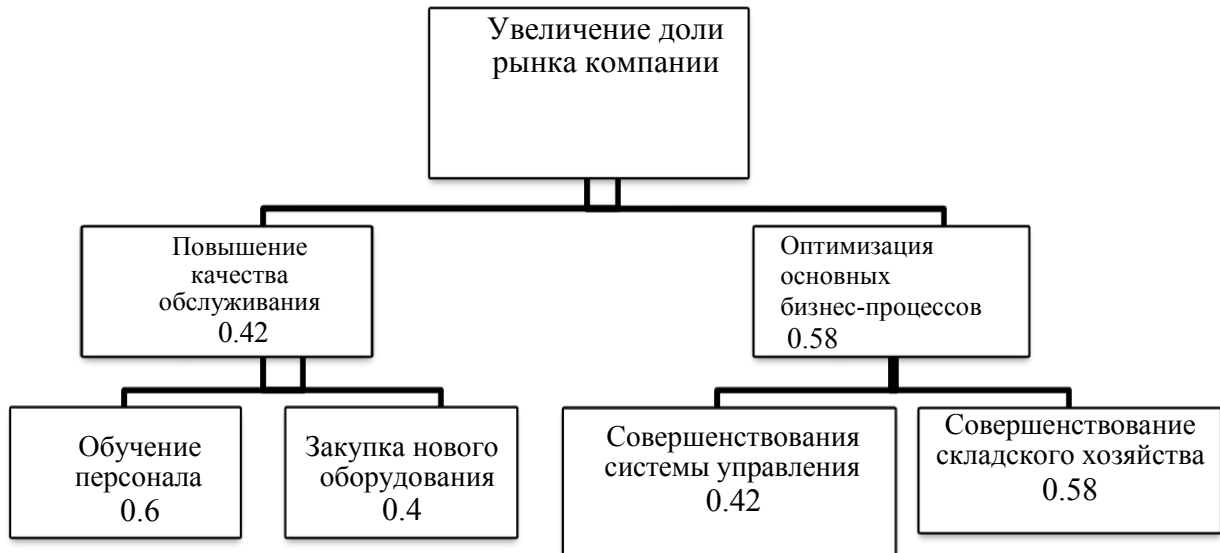 Увеличение доли
рынка компании
Повышение
качества
обслуживания
0.42
Оптимизация
основных
бизнес-процессов
0.58
Обучение
персонала
0.6
Закупка нового
оборудования
0.4
Совершенствования
системы управления
0.42
Совершенствование
складского хозяйства
0.58